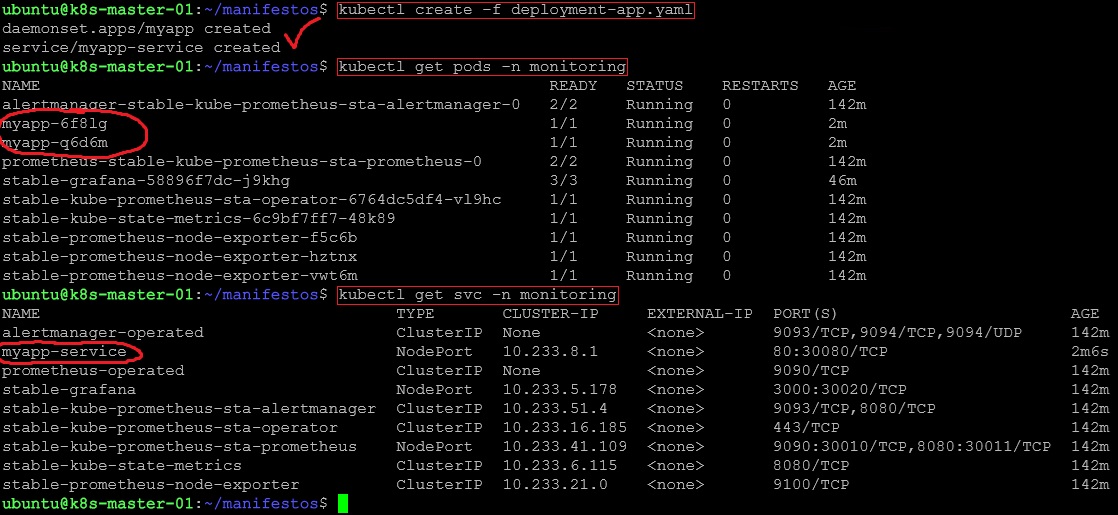 ubuntu@k8s-master-01:~/manifestos$ kubectl create -f deployment-app.yaml
daemonset.apps/myapp created
service/myapp-service created
ubuntu@k8s-master-01:~/manifestos$ kubectl get pods -n monitoring
NAME READY STATUS RESTARTS AGE
alertmanager-stable-kube-prometheus-sta-alertmanager-0 2/2 Running 0 142m
myapp-6f8lg 1/1 Running 0 2m
myapp-q6d6m 1/1 Running 0 2m
prometheus-stable-kube-prometheus-sta-prometheus-0 2/2 Running 0 142m
stable-grafana-58896f7dc-j9khg 3/3 Running 0 46m
stable-kube-prometheus-sta-operator-6764dc5df4-vl9hc 1/1 Running 0 142m
stable-kube-state-metrics-6c9bf7ff7-48k89 1/1 Running 0 142m
stable-prometheus-node-exporter-f5c6b 1/1 Running 0 142m
stable-prometheus-node-exporter-hztnx 1/1 Running 0 142m
stable-prometheus-node-exporter-vwt6m 1/1 Running 0 142m
ubuntu@k8s-master-01:~/manifestos$ kubectl get svc -n monitoring
NAME TYPE CLUSTER-IP EXTERNAL-IP PORT(S) AGE
alertmanager-operated ClusterIP None <none> 9093/TCP,9094/TCP,9094/UDP 142m
myapp-service NodePort 10.233.8.1 <none> 80:30080/TCP 2m6s
prometheus-operated ClusterIP None <none> 9090/TCP 142m
stable-grafana NodePort 10.233.5.178 <none> 3000:30020/TCP 142m
stable-kube-prometheus-sta-alertmanager ClusterIP 10.233.51.4 <none> 9093/TCP,8080/TCP 142m
stable-kube-prometheus-sta-operator ClusterIP 10.233.16.185 <none> 443/TCP 142m
stable-kube-prometheus-sta-prometheus NodePort 10.233.41.109 <none> 9090:30010/TCP,8080:30011/TCP 142m
stable-kube-state-metrics ClusterIP 10.233.6.115 <none> 8080/TCP 142m
stable-prometheus-node-exporter ClusterIP 10.233.21.0 <none> 9100/TCP 142m
ubuntu@k8s-master-01:~/manifestos$